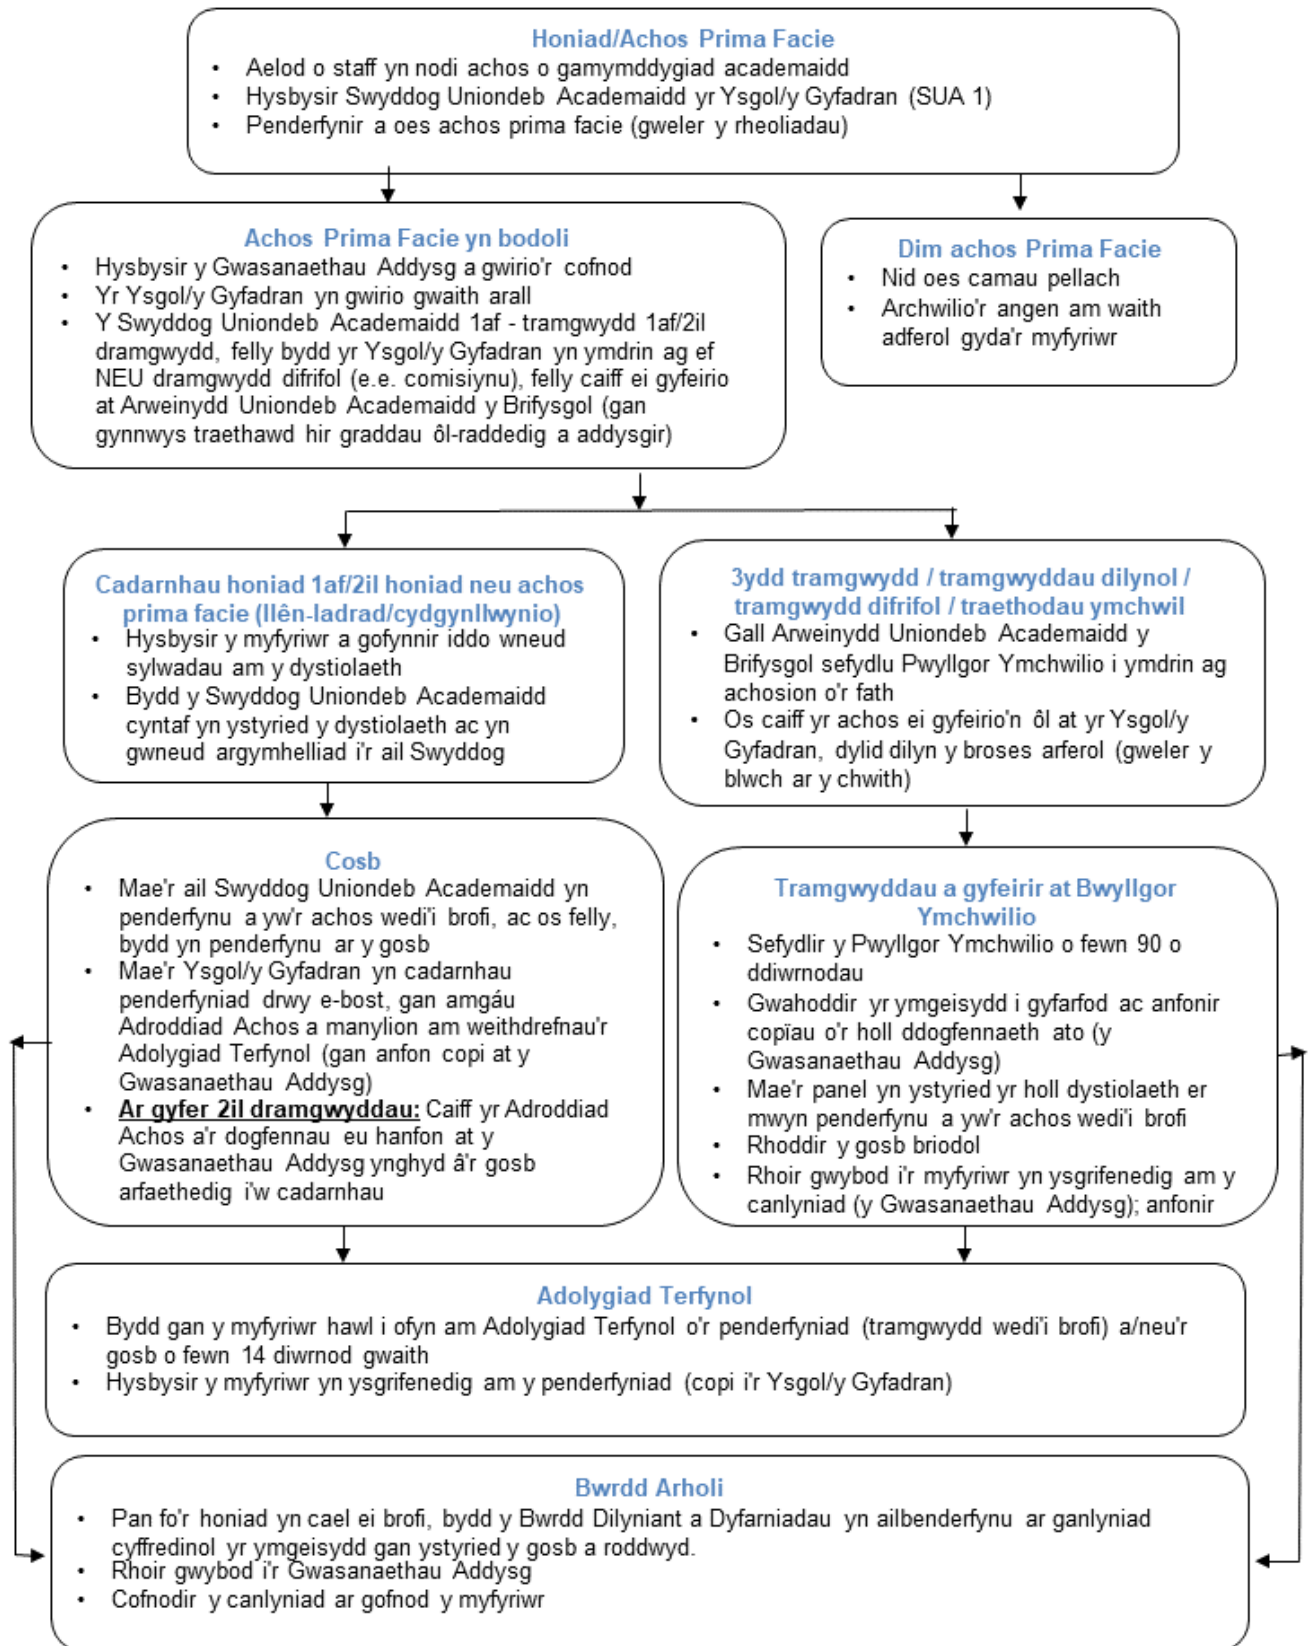 Honiad/Achos Prima Facie
• Aelod o staff yn nodi achos o gamymddygiad academaidd
• Hysbysir Swyddog Uniondeb Academaidd yr Ysgol/y Gyfadran (SUA 1)
• Penderfynir a oes achos prima facie (gweler y rheoliadau)
Achos Prima Facie yn bodoli
• Hysbysir y Gwasanaethau Addysg a gwirio'r cofnod
• Yr Ysgol/y Gyfadran yn gwirio gwaith arall
• Y Swyddog Uniondeb Academaidd 1af - tramgwydd 1af/2il
dramgwydd, felly bydd yr Ysgol/y Gyfadran yn ymdrin ag ef
NEU dramgwydd difrifol (e.e. comisiynu), felly caiff ei gyfeirio
at Arweinydd Uniondeb Academaidd y Brifysgol (gan
gynnwys traethawd hir graddau ôl-raddedig a addysgir)
Dim achos Prima Facie
• Nid oes camau pellach
• Archwilio'r angen am waith
adferol gyda'r myfyriwr
Cadarnhau honiad 1af/2il honiad neu achos
prima facie (llên-ladrad/cydgynllwynio)
• Hysbysir y myfyriwr a gofynnir iddo wneud
sylwadau am y dystiolaeth
• Bydd y Swyddog Uniondeb Academaidd
cyntaf yn ystyried y dystiolaeth ac yn
gwneud argymhelliad i'r ail Swyddog
3ydd tramgwydd / tramgwyddau dilynol /
tramgwydd difrifol / traethodau ymchwil
• Gall Arweinydd Uniondeb Academaidd y
Brifysgol sefydlu Pwyllgor Ymchwilio i ymdrin ag
achosion o'r fath
• Os caiff yr achos ei gyfeirio'n ôl at yr Ysgol/y
Gyfadran, dylid dilyn y broses arferol (gweler y
blwch ar y chwith)
Cosb
• Mae'r ail Swyddog Uniondeb Academaidd yn
penderfynu a yw'r achos wedi'i brofi, ac os felly,
bydd yn penderfynu ar y gosb
• Mae'r Ysgol/y Gyfadran yn cadarnhau
penderfyniad drwy e-bost, gan amgáu
Adroddiad Achos a manylion am weithdrefnau'r
Adolygiad Terfynol (gan anfon copi at y
Gwasanaethau Addysg)
• Ar gyfer 2il dramgwyddau: Caiff yr Adroddiad
Achos a'r dogfennau eu hanfon at y
Gwasanaethau Addysg ynghyd â'r gosb
arfaethedig i'w cadarnhau
Tramgwyddau a gyfeirir at Bwyllgor
Ymchwilio
• Sefydlir y Pwyllgor Ymchwilio o fewn 90 o
ddiwrnodau
• Gwahoddir yr ymgeisydd i gyfarfod ac anfonir
copïau o'r holl ddogfennaeth ato (y
Gwasanaethau Addysg)
• Mae'r panel yn ystyried yr holl dystiolaeth er
mwyn penderfynu a yw'r achos wedi'i brofi
• Rhoddir y gosb briodol
• Rhoir gwybod i'r myfyriwr yn ysgrifenedig am y
canlyniad (y Gwasanaethau Addysg); anfonir
Adolygiad Terfynol
• Bydd gan y myfyriwr hawl i ofyn am Adolygiad Terfynol o'r penderfyniad (tramgwydd wedi'i brofi) a/neu'r
gosb o fewn 14 diwrnod gwaith
• Hysbysir y myfyriwr yn ysgrifenedig am y penderfyniad (copi i'r Ysgol/y Gyfadran)
Bwrdd Arholi
• Pan fo'r honiad yn cael ei brofi, bydd y Bwrdd Dilyniant a Dyfarniadau yn ailbenderfynu ar ganlyniad
cyffredinol yr ymgeisydd gan ystyried y gosb a roddwyd.
• Rhoir gwybod i'r Gwasanaethau Addysg
• Cofnodir y canlyniad ar gofnod y myfyriwr